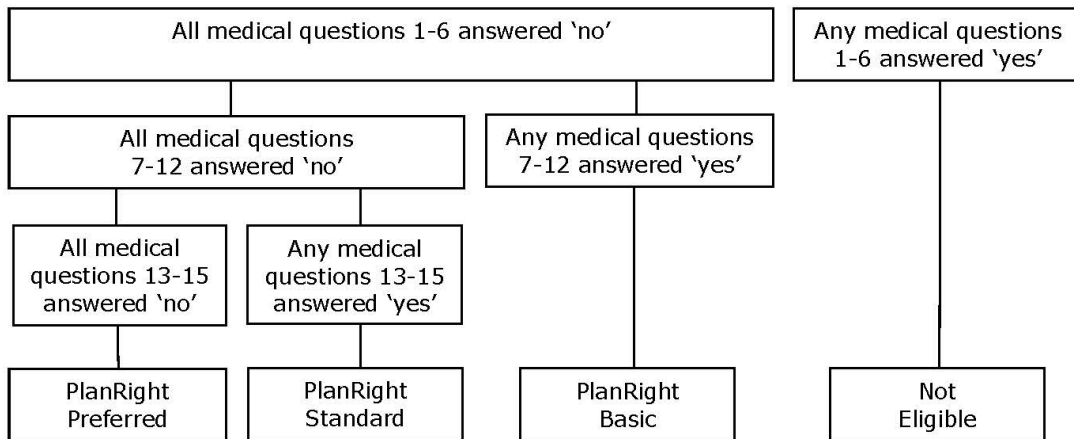 All medical questions 1-6 answered ‘no’
Any medical questions
1-6 answered ‘yes’
All medical questions
7-12 answered ‘no’
Any medical questions
7-12 answered ‘yes’
All medical
questions 13-15
answered ‘no’
Any medical
questions 13-15
answered ‘yes’
PlanRight
Preferred
PlanRight
Standard
PlanRight
Basic
Not
Eligible